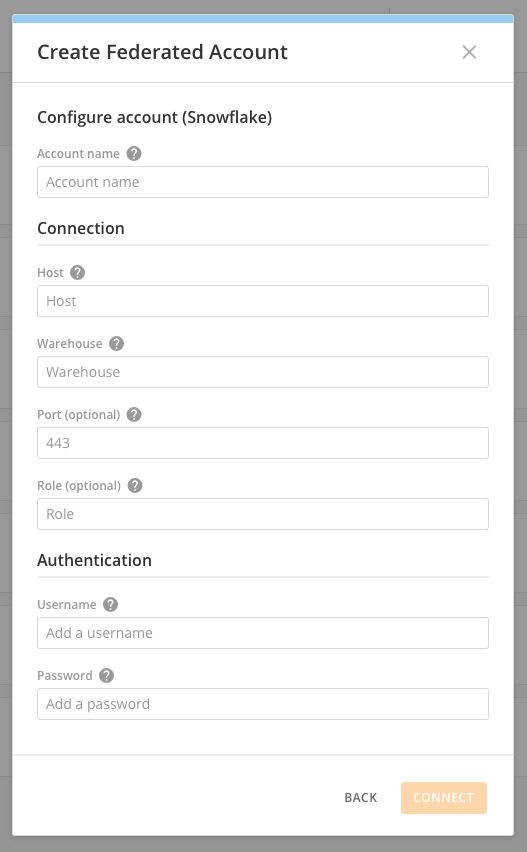 Create Federated Account
Configure account (Snowflake)
Account name
Account name
Connection
Host
Host
Warehouse
Warehouse
Port (optional)
443
Role (optional)
Role
Authentication
Username
Add a username
Password
Add a password
BACK CONNECT